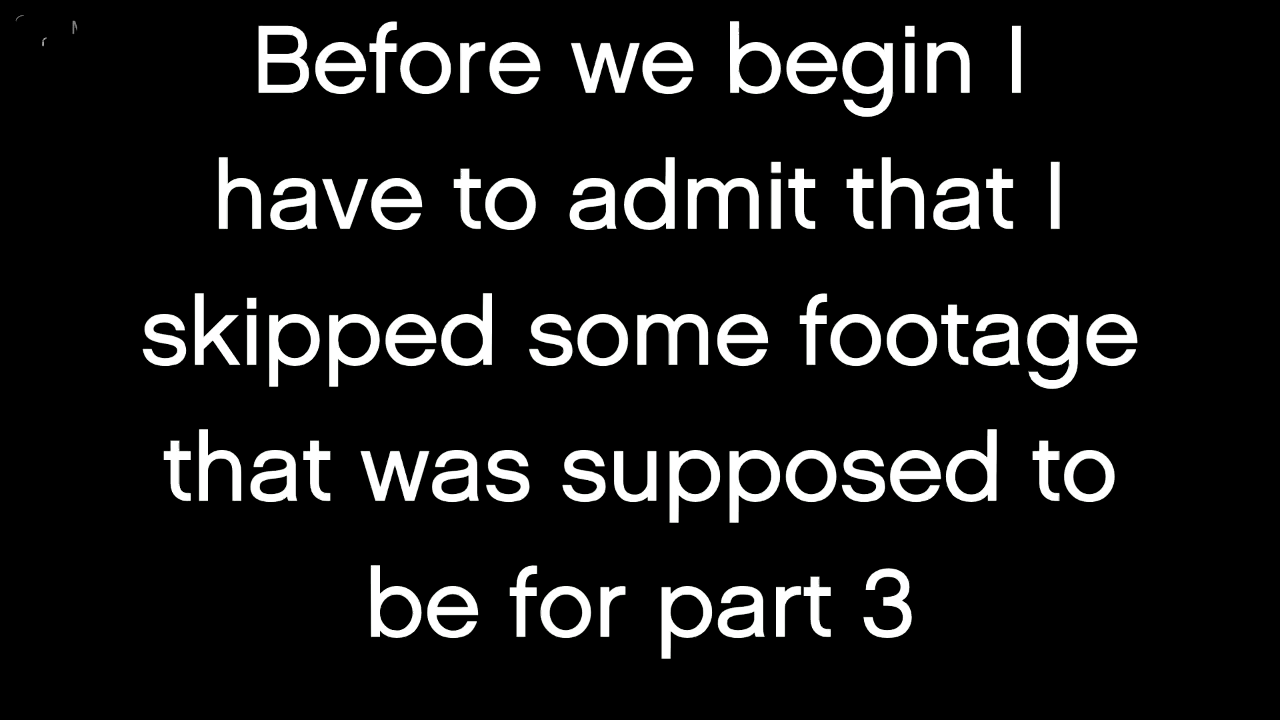 Before we begin I
have to admit that I
skipped some footage
that was supposed to
be for part 3